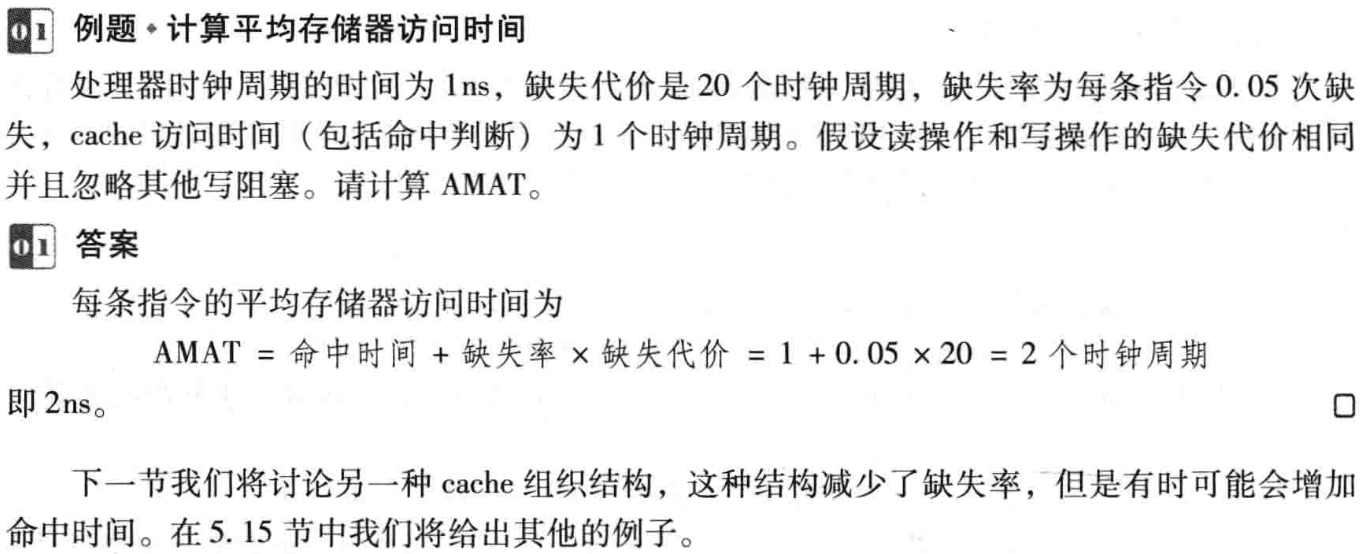 01 例题·计算平均存储器访问时间
处理器时钟周期的时间为 1ns，缺失代价是 20 个时钟周期，缺失率为每条指令 0.05 次缺
失，cache 访问时间（包括命中判断）为 1 个时钟周期。假设读操作和写操作的缺失代价相同
并且忽略其他写阻塞。请计算 AMAT。
01 答案
每条指令的平均存储器访问时间为
AMAT = 命中时间 + 缺失率 × 缺失代价 = 1 + 0.05 × 20 = 2 个时钟周期
即 2ns。
下一节我们将讨论另一种 cache 组织结构，这种结构减少了缺失率，但是有时可能会增加
命中时间。在 5.15 节中我们将给出其他的例子。